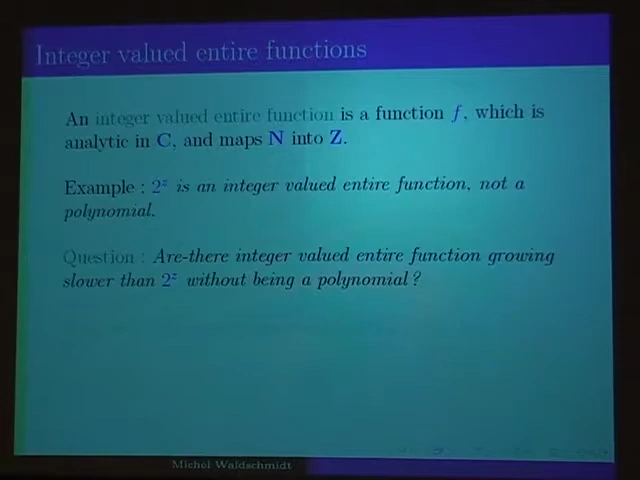 Integer valued entire functions
An integer valued entire function is a function f, which is
analytic in C, and maps N into Z.
Example : 2ᶻ is an integer valued entire function, not a
polynomial.
Question : Are-there integer valued entire function growing
slower than 2ᶻ without being a polynomial ?
Michel Waldschmidt